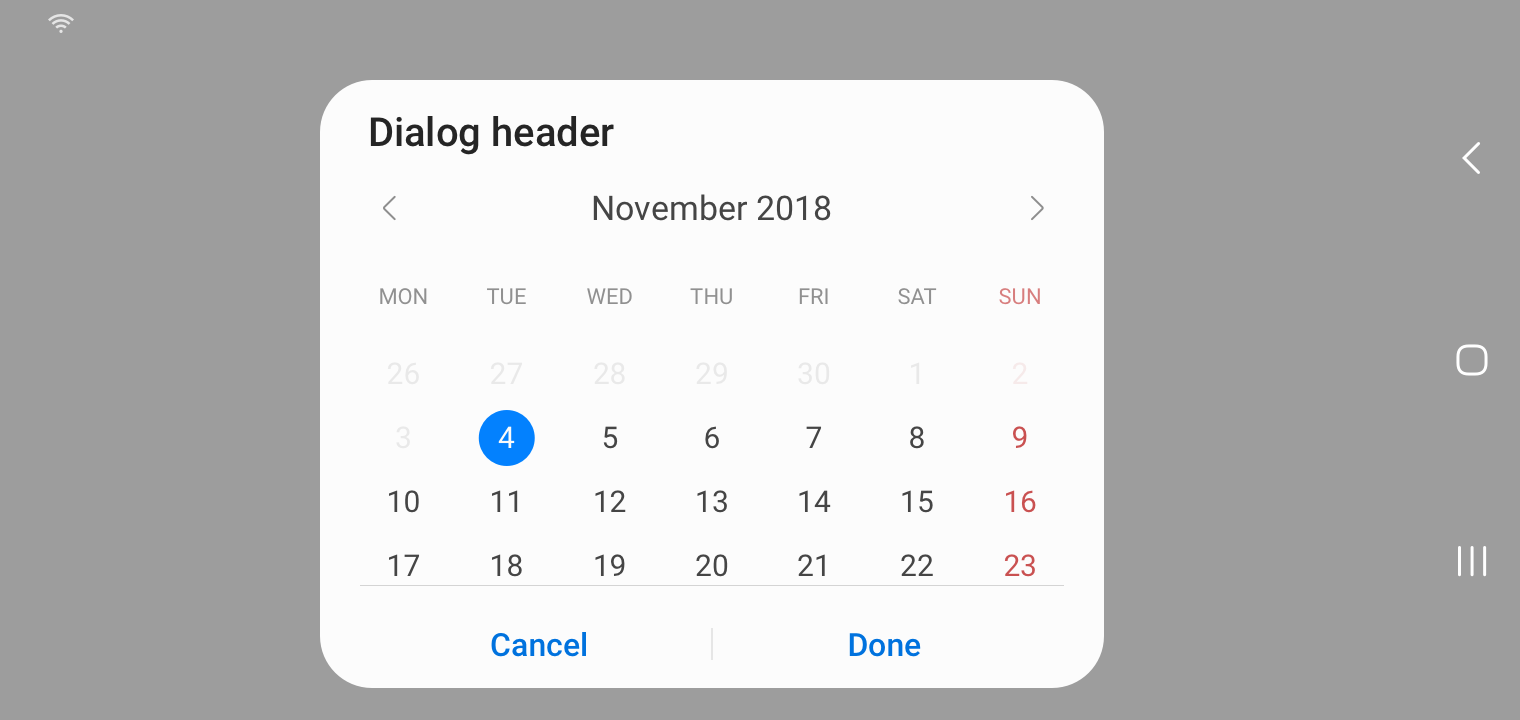 Dialog header
November 2018
MON TUE WED THU FRI SAT SUN
26 27 28 29 30 1 2
3 4 5 6 7 8 9
10 11 12 13 14 15 16
17 18 19 20 21 22 23
Cancel Done